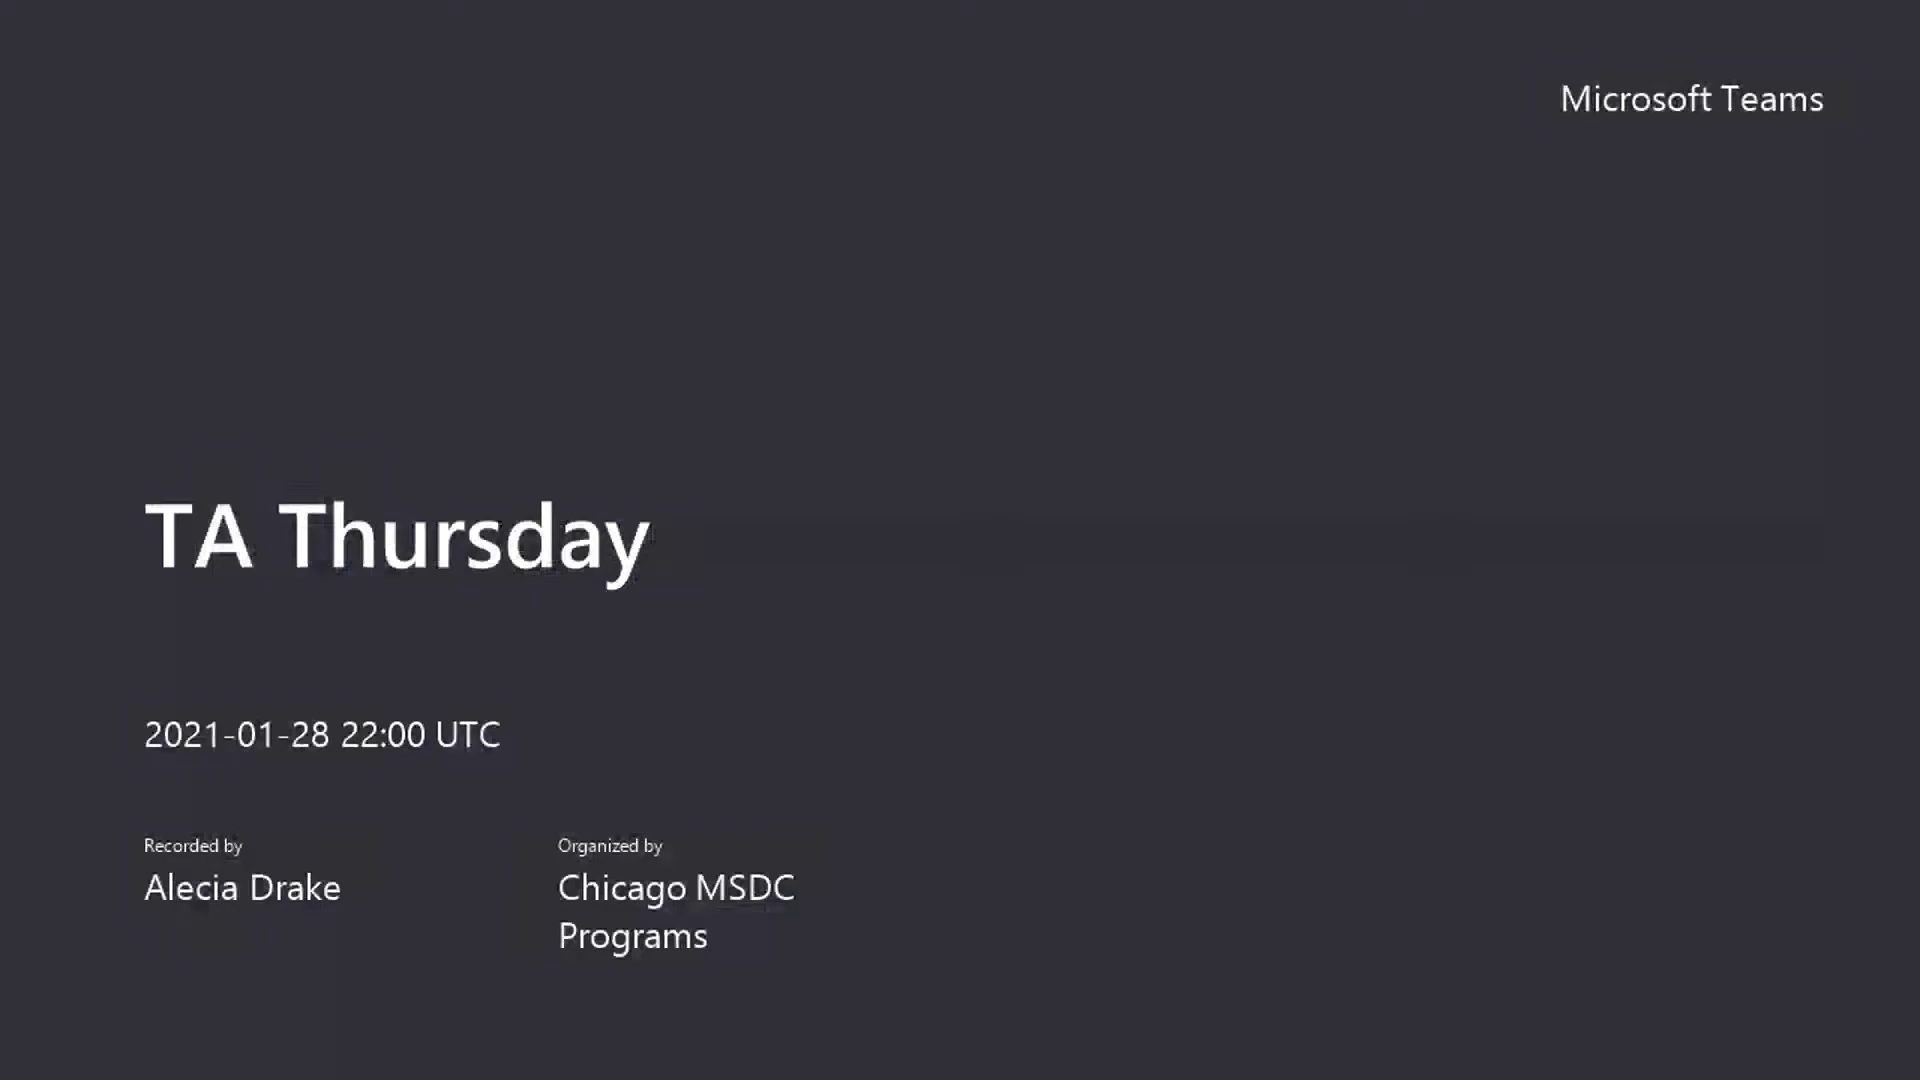 Microsoft Teams
TA Thursday
2021-01-28 22:00 UTC
Recorded by
Alecia Drake
Organized by
Chicago MSDC
Programs